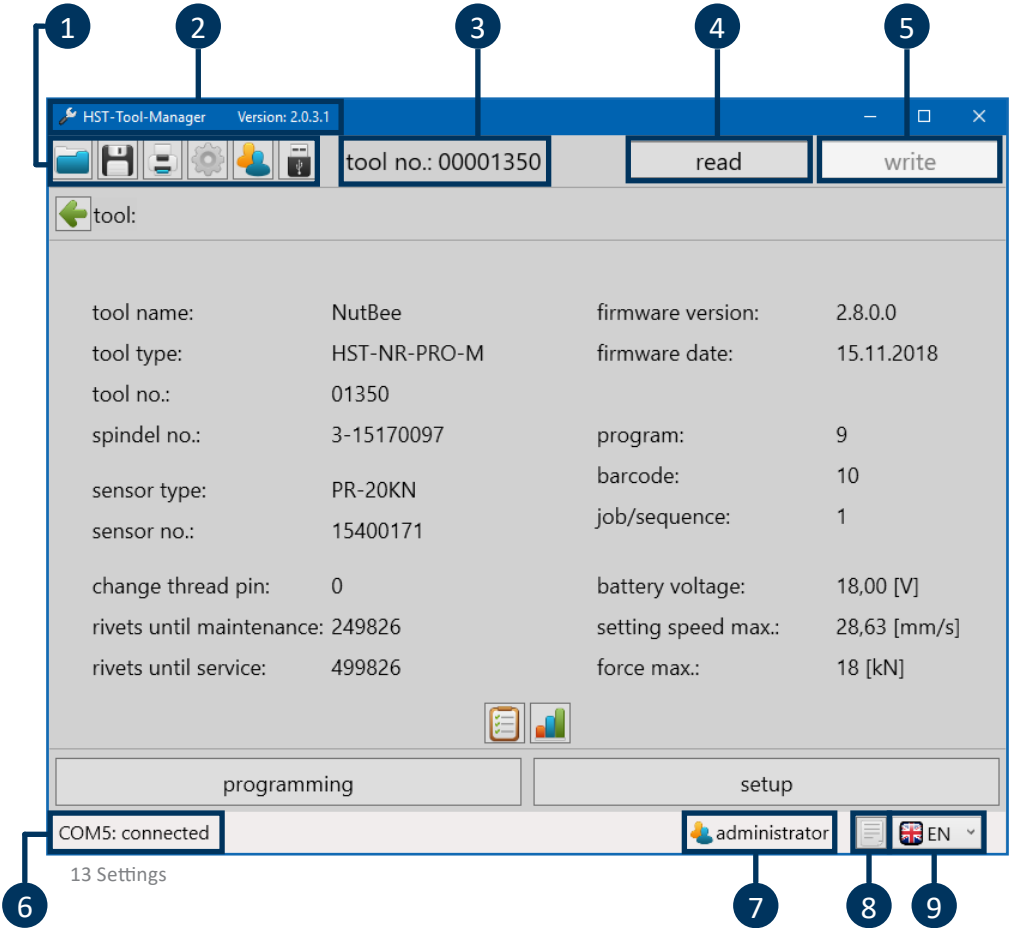 1 2 3 4 5
HST-Tool-Manager Version: 2.0.3.1
tool no.: 00001350 read write
tool:
tool name: NutBee firmware version: 2.8.0.0
tool type: HST-NR-PRO-M firmware date: 15.11.2018
tool no.: 01350
spindel no.: 3-15170097 program: 9
barcode: 10
sensor type: PR-20KN
job/sequence: 1
sensor no.: 15400171
change thread pin: 0 battery voltage: 18,00 [V]
rivets until maintenance: 249826 setting speed max.: 28,63 [mm/s]
rivets until service: 499826 force max.: 18 [kN]
programming setup
COM5: connected administrator EN
13 Settings
6 7 8 9